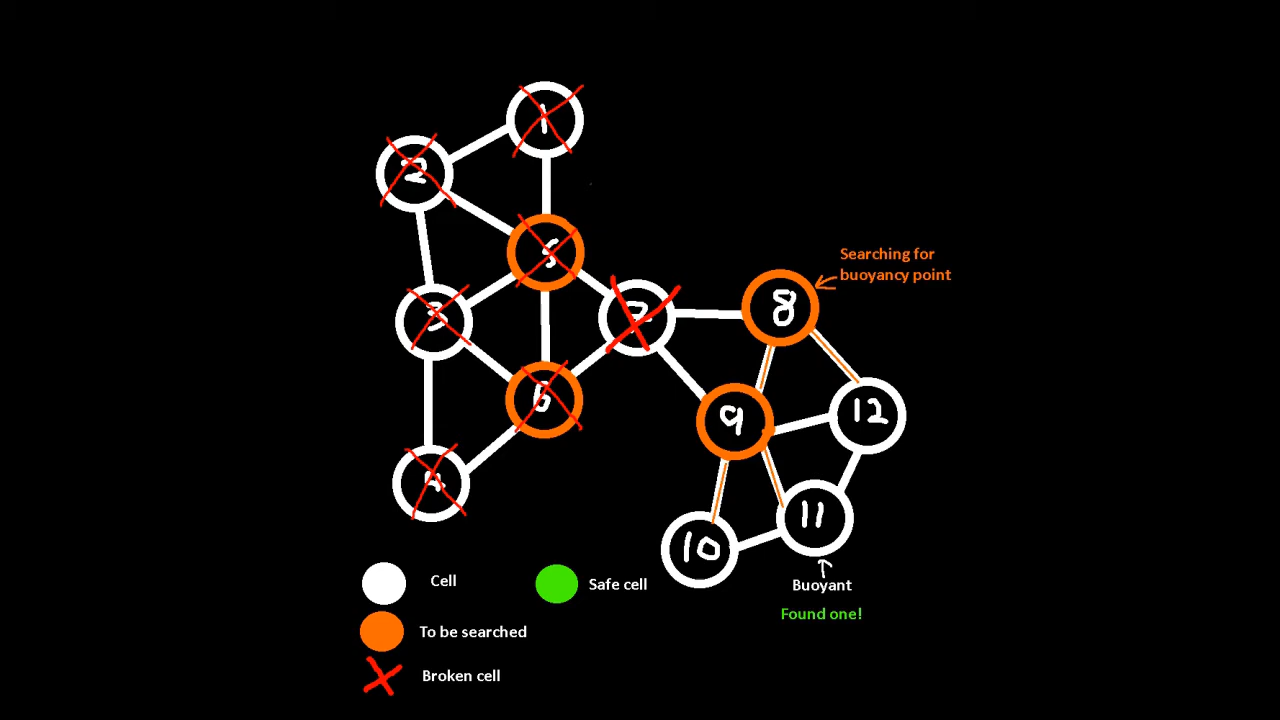 1
2
5
Searching for
buoyancy point
3
7
8
6
9
12
4
11
10
Buoyant
Found one!
Cell
Safe cell
To be searched
Broken cell